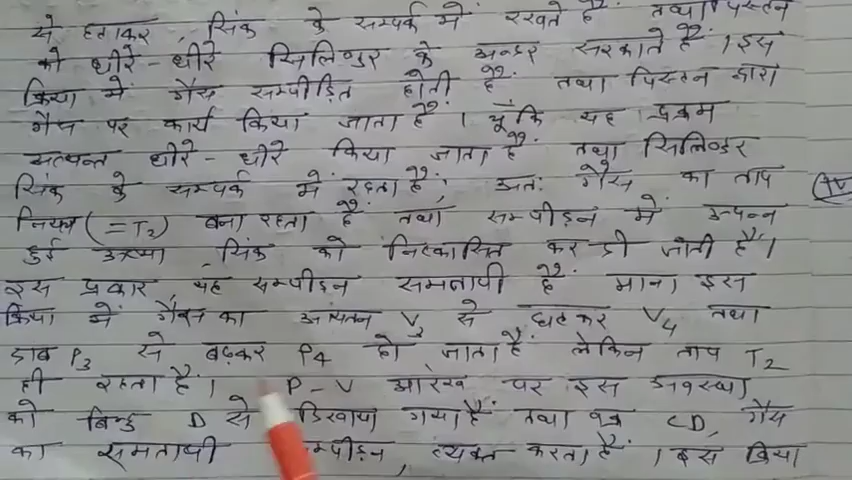 से हटाकर सिंक के सम्पर्क में रखते हैं तथा पिस्टन
को धीरे-धीरे सिलिण्डर के अन्दर सरकाते हैं । इस
क्रिया में गैस सम्पीडित होती है तथा पिस्टन द्वारा
गैस पर कार्य किया जाता है । चूँकि यह प्रक्रम
अत्यन्त धीरे-धीरे किया जाता है तथा सिलिण्डर
सिंक के सम्पर्क में रहता है, अतः गैस का ताप
नियत (=T₂) बना रहता है तथा सम्पीडन में उत्पन्न
हुई ऊष्मा सिंक को निष्कासित कर दी जाती है ।
इस प्रकार यह सम्पीडन समतापी है माना इस
क्रिया में गैस का आयतन V₃ से घटकर V₄ तथा
दाब P₃ से बढ़कर P₄ हो जाता है लेकिन ताप T₂
ही रहता है । P-V आरेख पर इस अवस्था
को बिन्दु D से दिखाया गया है तथा वक्र CD, गैस
का समतापी सम्पीडन व्यक्त करता है । इस क्रिया